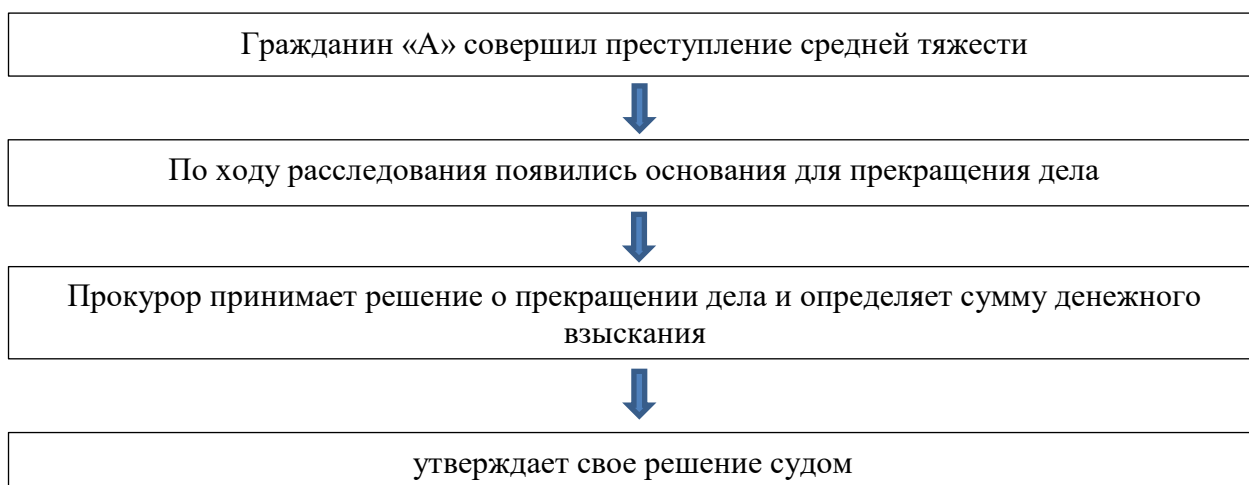 Гражданин «А» совершил преступление средней тяжести
По ходу расследования появились основания для прекращения дела
Прокурор принимает решение о прекращении дела и определяет сумму денежного
взыскания
утверждает свое решение судом